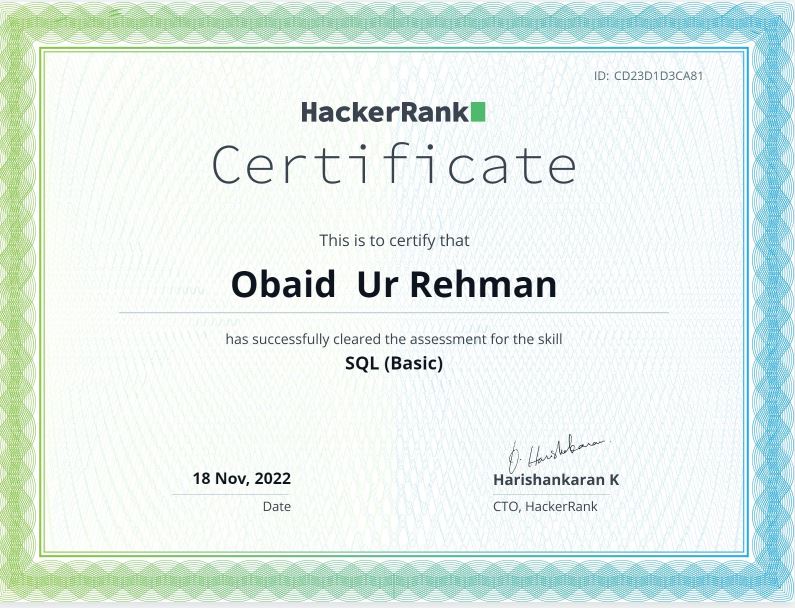 ID: CD23D1D3CA81
HackerRank
Certificate
This is to certify that
Obaid  Ur Rehman
has successfully cleared the assessment for the skill
SQL (Basic)
O. Harishankaran.
18 Nov, 2022
Harishankaran K
Date
CTO, HackerRank